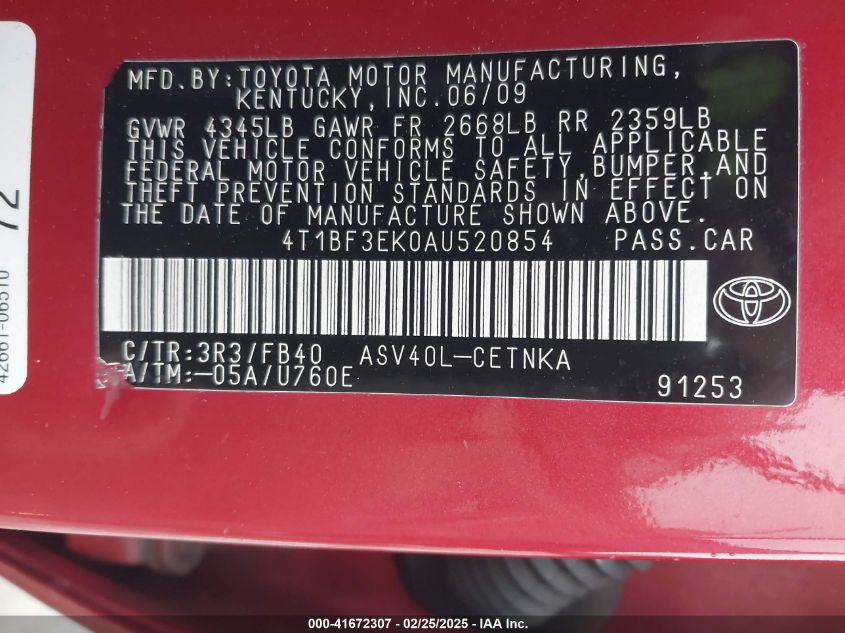 MFD.BY:TOYOTA MOTOR MANUFACTURING,
KENTUCKY,INC.06/09
GVWR 4345LB GAWR FR 2668LB RR 2359LB
THIS VEHICLE CONFORMS TO ALL APPLICABLE
FEDERAL MOTOR VEHICLE SAFETY,BUMPER,AND
THEFT PREVENTION STANDARDS IN EFFECT ON
THE DATE OF MANUFACTURE SHOWN ABOVE.
4T1BF3EK0AU520854 PASS.CAR
C/TR:3R3/FB40 ASV40L-CETNKA
A/TM:-05A/U760E
91253
72
42661-06510
000-41672307 - 02/25/2025 - IAA Inc.